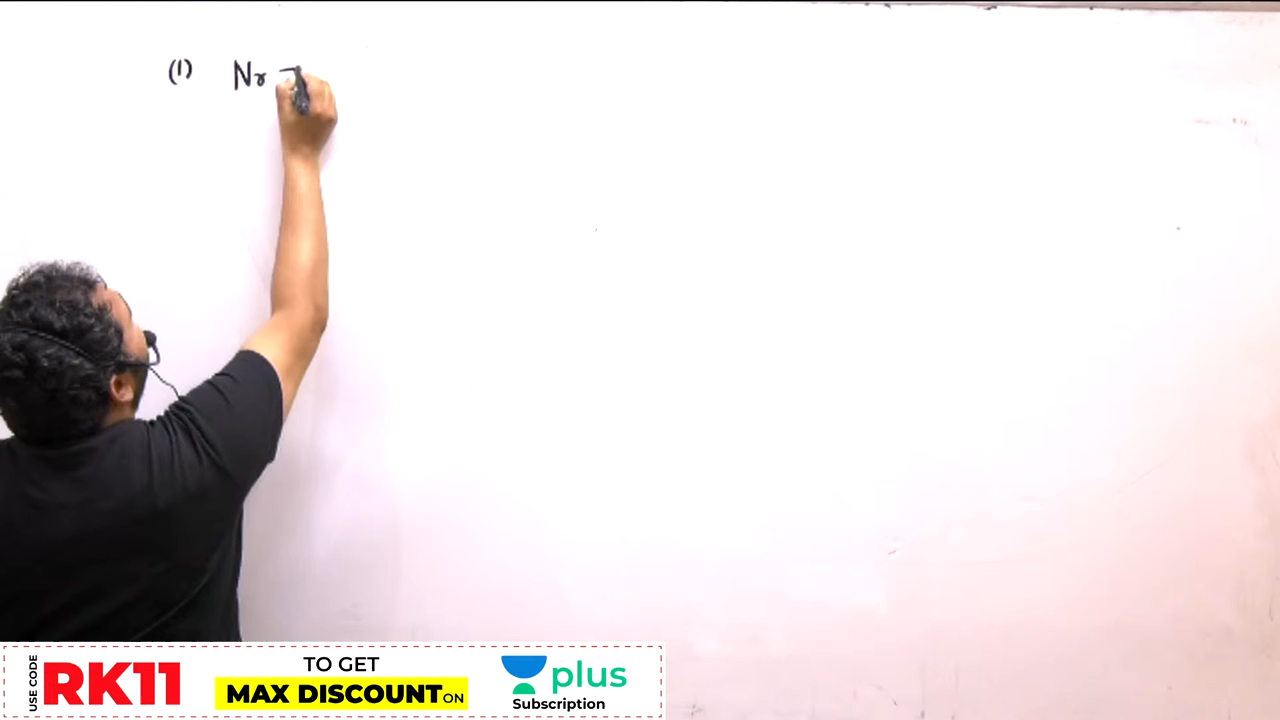 (1) Nr -
USE CODE
RK11
TO GET
MAX DISCOUNT ON
plus
Subscription